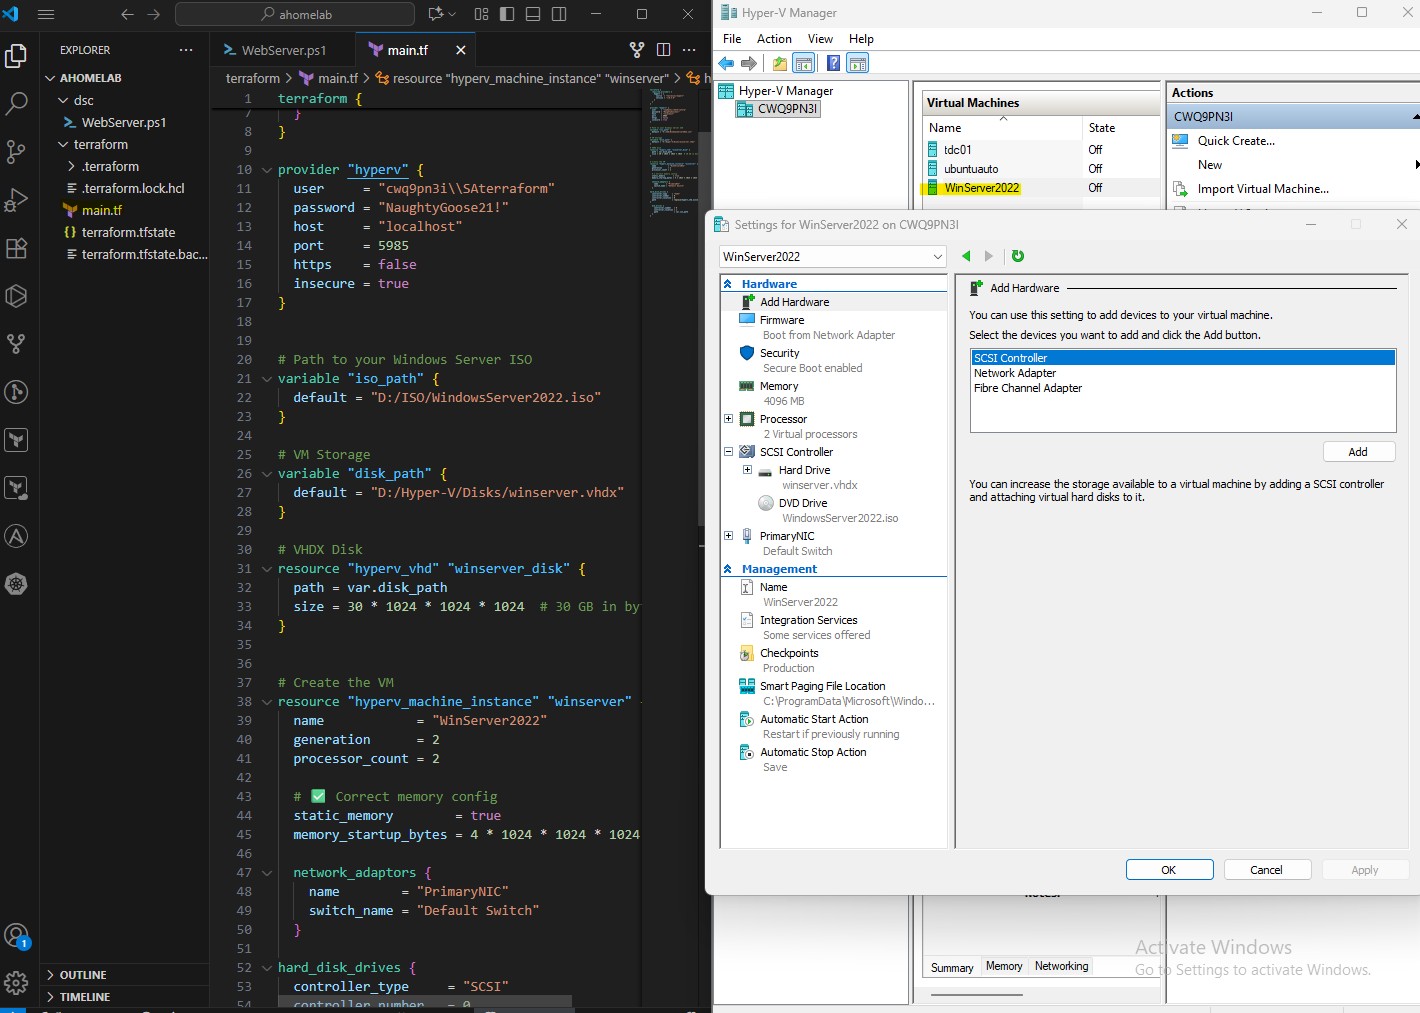 ahomelab
EXPLORER
AHOMELAB
dsc
WebServer.ps1
terraform
.terraform
.terraform.lock.hcl
main.tf
terraform.tfstate
terraform.tfstate.bac...
OUTLINE
TIMELINE
1
WebServer.ps1
main.tf
terraform > main.tf > resource "hyperv_machine_instance" "winserver" > h
1 terraform {
7 }
8 }
9
10 provider "hyperv" {
11 user = "cwq9pn3i\\SAterraform"
12 password = "NaughtyGoose21!"
13 host = "localhost"
14 port = 5985
15 https = false
16 insecure = true
17 }
18
19
20 # Path to your Windows Server ISO
21 variable "iso_path" {
22 default = "D:/ISO/WindowsServer2022.iso"
23 }
24
25 # VM Storage
26 variable "disk_path" {
27 default = "D:/Hyper-V/Disks/winserver.vhdx"
28 }
29
30 # VHDX Disk
31 resource "hyperv_vhd" "winserver_disk" {
32 path = var.disk_path
33 size = 30 * 1024 * 1024 * 1024 # 30 GB in by
34 }
35
36
37 # Create the VM
38 resource "hyperv_machine_instance" "winserver"
39 name = "WinServer2022"
40 generation = 2
41 processor_count = 2
42
43 # ✅ Correct memory config
44 static_memory = true
45 memory_startup_bytes = 4 * 1024 * 1024 * 1024
46
47 network_adaptors {
48 name = "PrimaryNIC"
49 switch_name = "Default Switch"
50 }
51
52 hard_disk_drives {
53 controller_type = "SCSI"
54 controller_number = 0
Hyper-V Manager
File Action View Help
Hyper-V Manager
CWQ9PN3I
Virtual Machines
Name State
tdc01 Off
ubuntuauto Off
WinServer2022 Off
Actions
CWQ9PN3I
Quick Create...
New
Import Virtual Machine...
Settings for WinServer2022 on CWQ9PN3I
WinServer2022
Hardware
Add Hardware
Firmware
Boot from Network Adapter
Security
Secure Boot enabled
Memory
4096 MB
Processor
2 Virtual processors
SCSI Controller
Hard Drive
winserver.vhdx
DVD Drive
WindowsServer2022.iso
PrimaryNIC
Default Switch
Management
Name
WinServer2022
Integration Services
Some services offered
Checkpoints
Production
Smart Paging File Location
C:\ProgramData\Microsoft\Windo...
Automatic Start Action
Restart if previously running
Automatic Stop Action
Save
Add Hardware
You can use this setting to add devices to your virtual machine.
Select the devices you want to add and click the Add button.
SCSI Controller
Network Adapter
Fibre Channel Adapter
Add
You can increase the storage available to a virtual machine by adding a SCSI controller
and attaching virtual hard disks to it.
OK Cancel Apply
Summary Memory Networking
Activate Windows
Go to Settings to activate Windows.